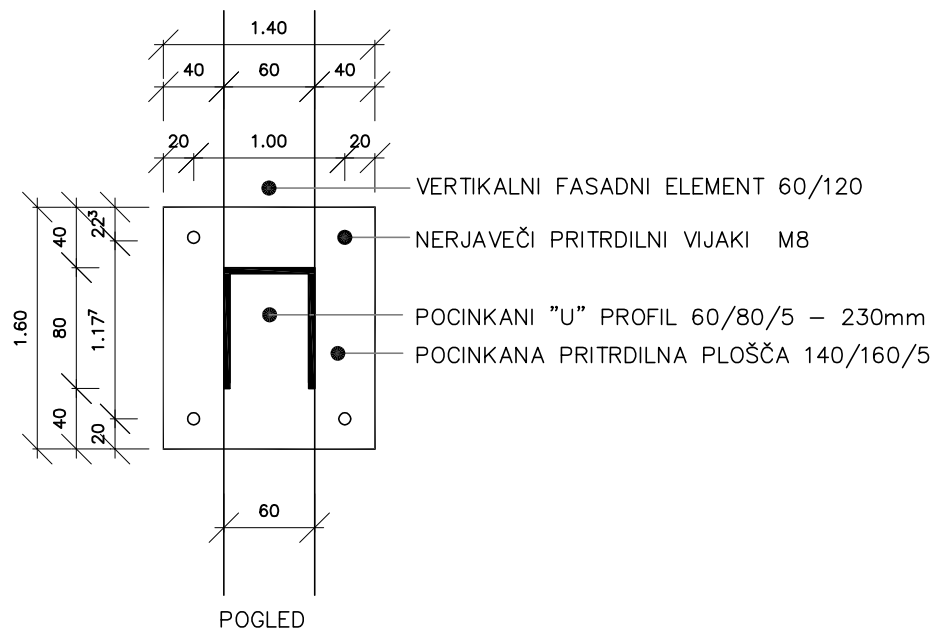 1.40
40 60 40
20 1.00 20
VERTIKALNI FASADNI ELEMENT 60/120
NERJAVEČI PRITRDILNI VIJAKI M8
POCINKANI "U" PROFIL 60/80/5 – 230mm
POCINKANA PRITRDILNA PLOŠČA 140/160/5
1.60
40 80 40
22³ 1.17⁷ 20
60
POGLED